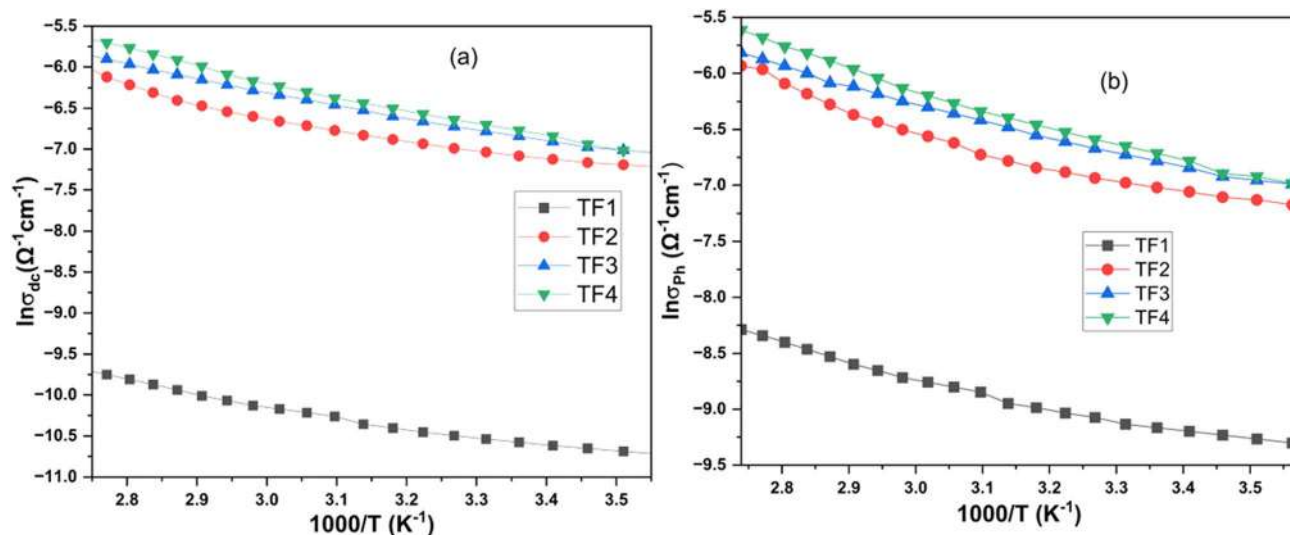 (a)
−5.5
−6.0
−6.5
−7.0
−7.5
−8.0
−8.5
−9.0
−9.5
−10.0
−10.5
−11.0
lnσdc(Ω⁻¹cm⁻¹)
TF1
TF2
TF3
TF4
2.8 2.9 3.0 3.1 3.2 3.3 3.4 3.5
1000/T (K⁻¹)
(b)
−5.5
−6.0
−6.5
−7.0
−7.5
−8.0
−8.5
−9.0
−9.5
lnσPh (Ω⁻¹cm⁻¹)
TF1
TF2
TF3
TF4
2.8 2.9 3.0 3.1 3.2 3.3 3.4 3.5
1000/T (K⁻¹)